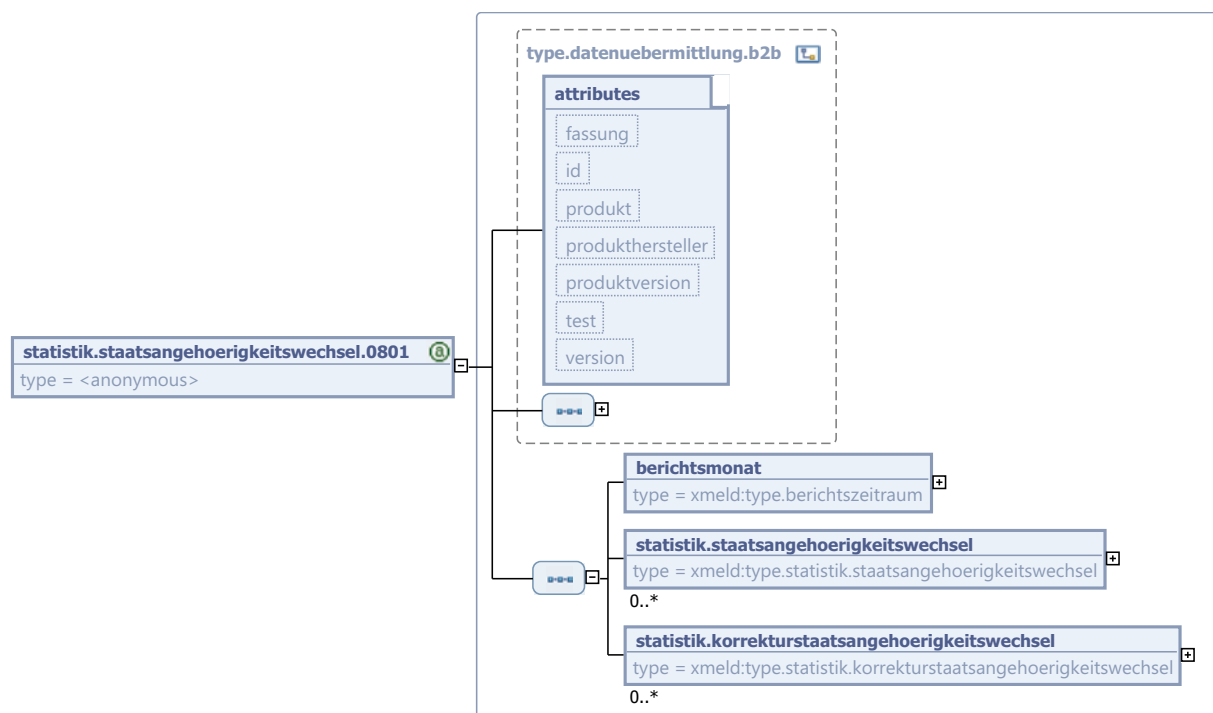 type.datenuebermittlung.b2b
attributes
fassung
id
produkt
produkthersteller
produktversion
test
version
statistik.staatsangehoerigkeitswechsel.0801
type = <anonymous>
berichtsmonat
type = xmeld:type.berichtszeitraum
statistik.staatsangehoerigkeitswechsel
type = xmeld:type.statistik.staatsangehoerigkeitswechsel
0..*
statistik.korrekturstaatsangehoerigkeitswechsel
type = xmeld:type.statistik.korrekturstaatsangehoerigkeitswechsel
0..*